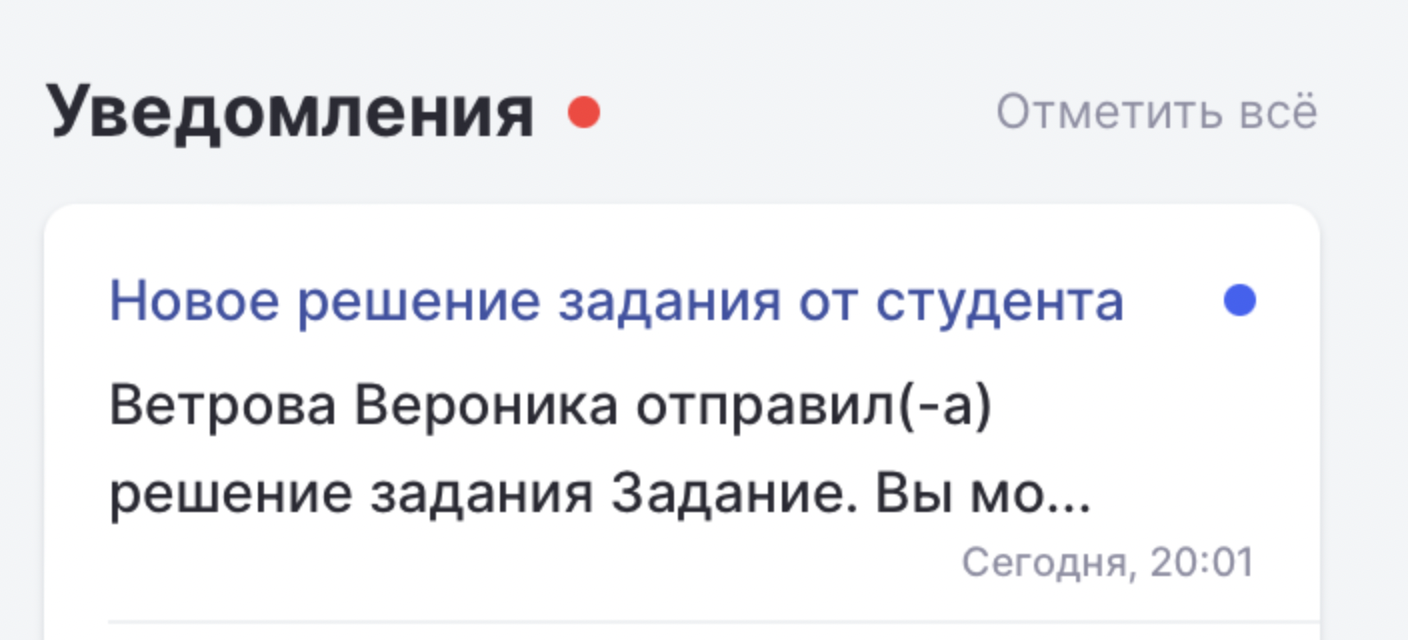 Уведомления
Отметить всё
Новое решение задания от студента
Ветрова Вероника отправил(-а)
решение задания Задание. Вы мо...
Сегодня, 20:01